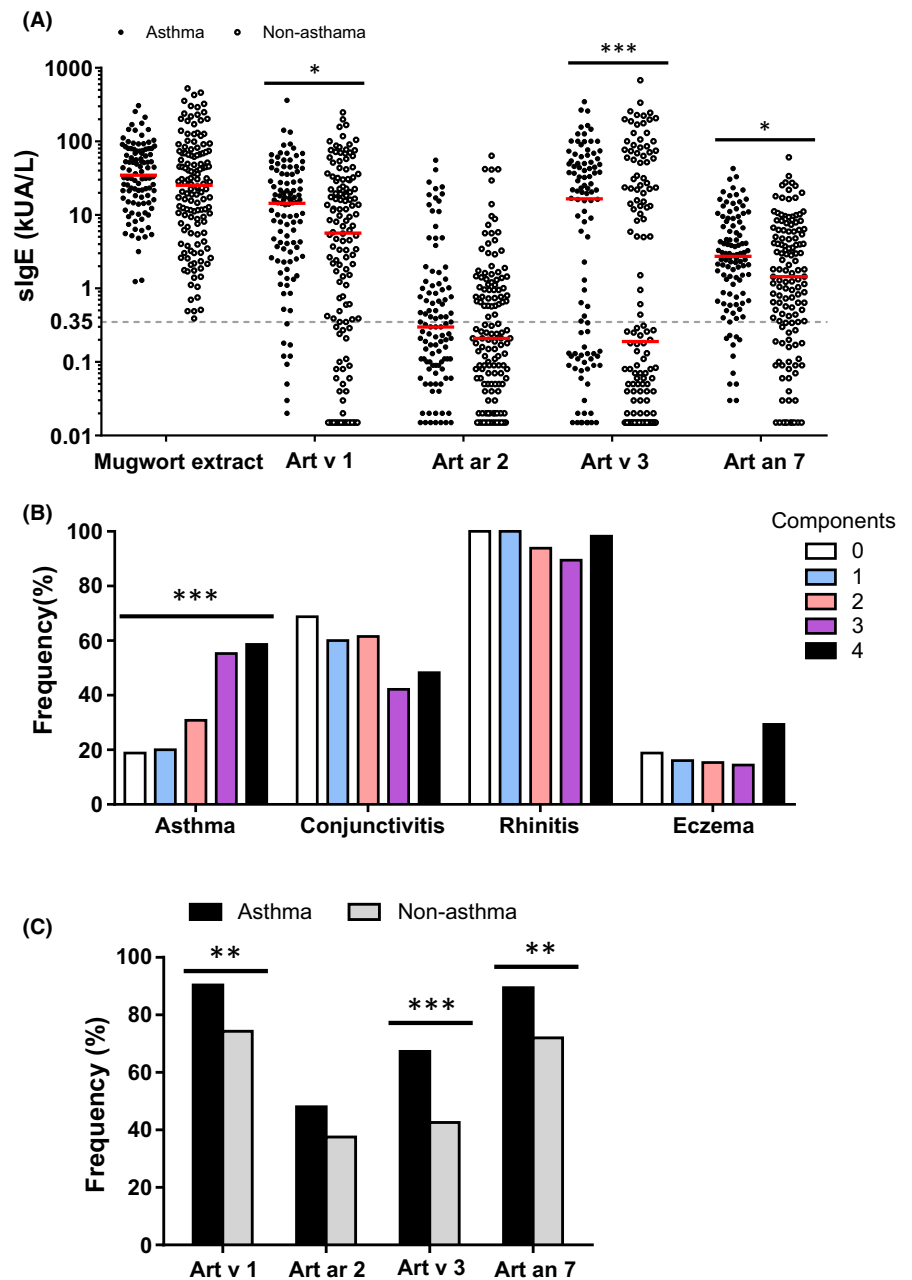 (A)
Asthma Non-asthama
***
*
*
1000
100
10
1
0.35
0.1
0.01
sIgE (kUA/L)
Mugwort extract Art v 1 Art ar 2 Art v 3 Art an 7
(B)
Components
0
1
2
3
4
***
100
80
60
40
20
0
Frequency(%)
Asthma Conjunctivitis Rhinitis Eczema
Asthma Non-asthma
(C)
** *** **
100
80
60
40
20
0
Frequency (%)
Art v 1 Art ar 2 Art v 3 Art an 7